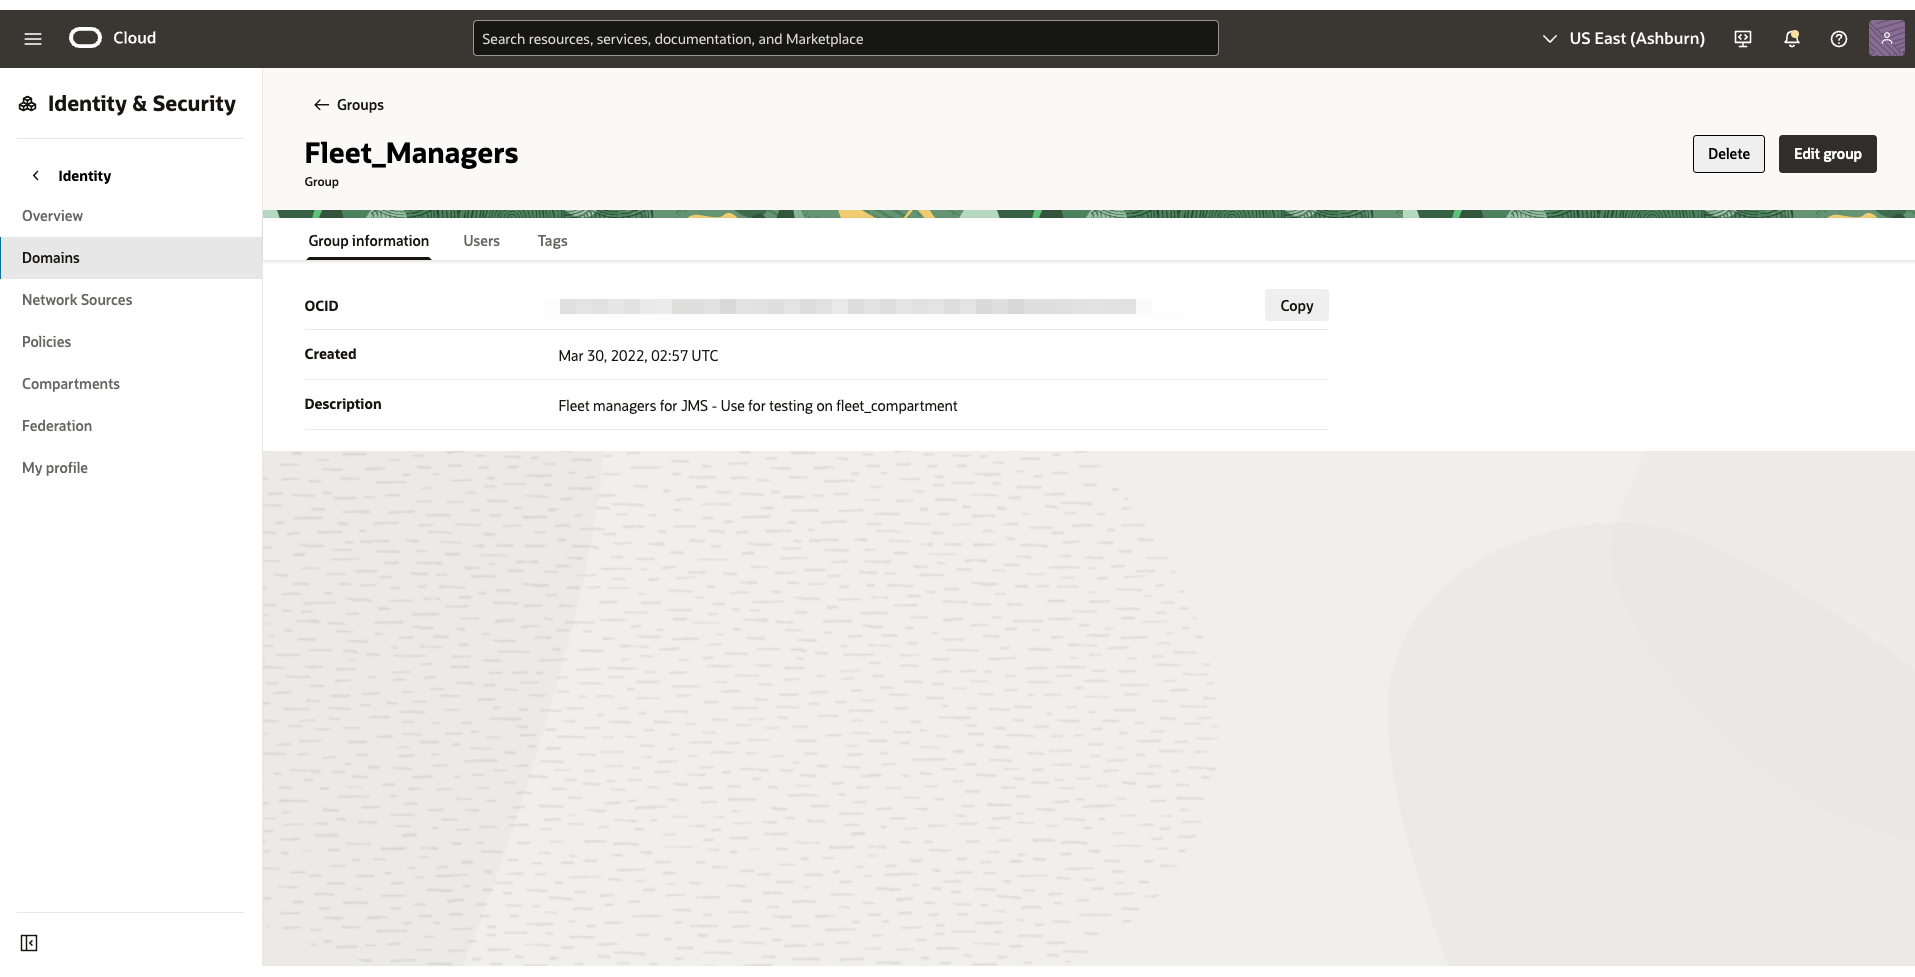 Cloud
Search resources, services, documentation, and Marketplace
US East (Ashburn)
Identity & Security
Identity
Overview
Domains
Network Sources
Policies
Compartments
Federation
My profile
Groups
Fleet_Managers
Group
Delete
Edit group
Group information Users Tags
OCID
Copy
Created Mar 30, 2022, 02:57 UTC
Description Fleet managers for JMS - Use for testing on fleet_compartment